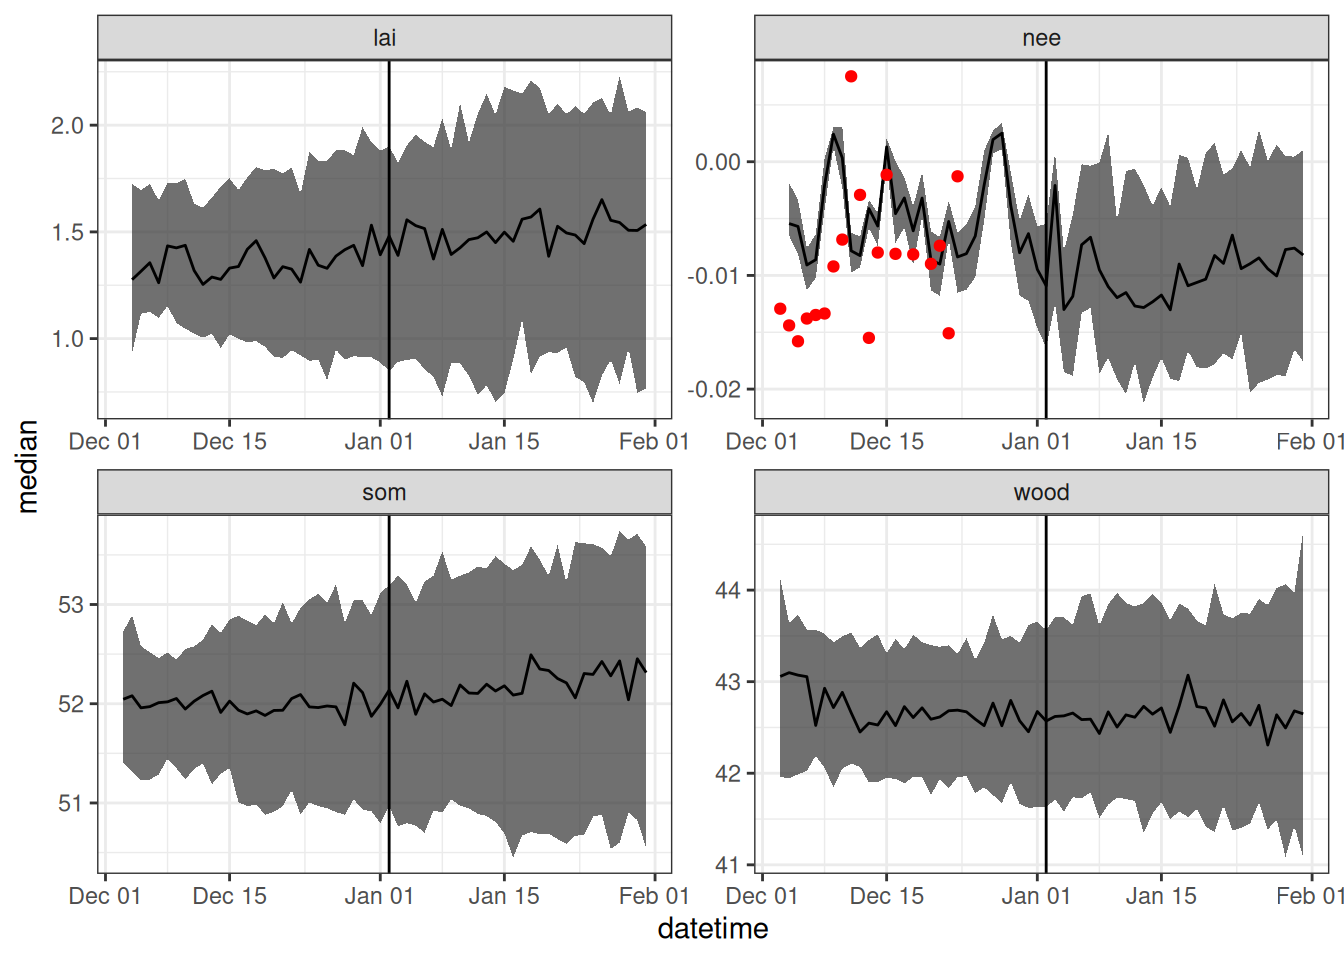 lai
nee
2.0
1.5
1.0
0.00
-0.01
-0.02
Dec 01 Dec 15 Jan 01 Jan 15 Feb 01
Dec 01 Dec 15 Jan 01 Jan 15 Feb 01
median
som
wood
53
52
51
44
43
42
41
Dec 01 Dec 15 Jan 01 Jan 15 Feb 01
Dec 01 Dec 15 Jan 01 Jan 15 Feb 01
datetime